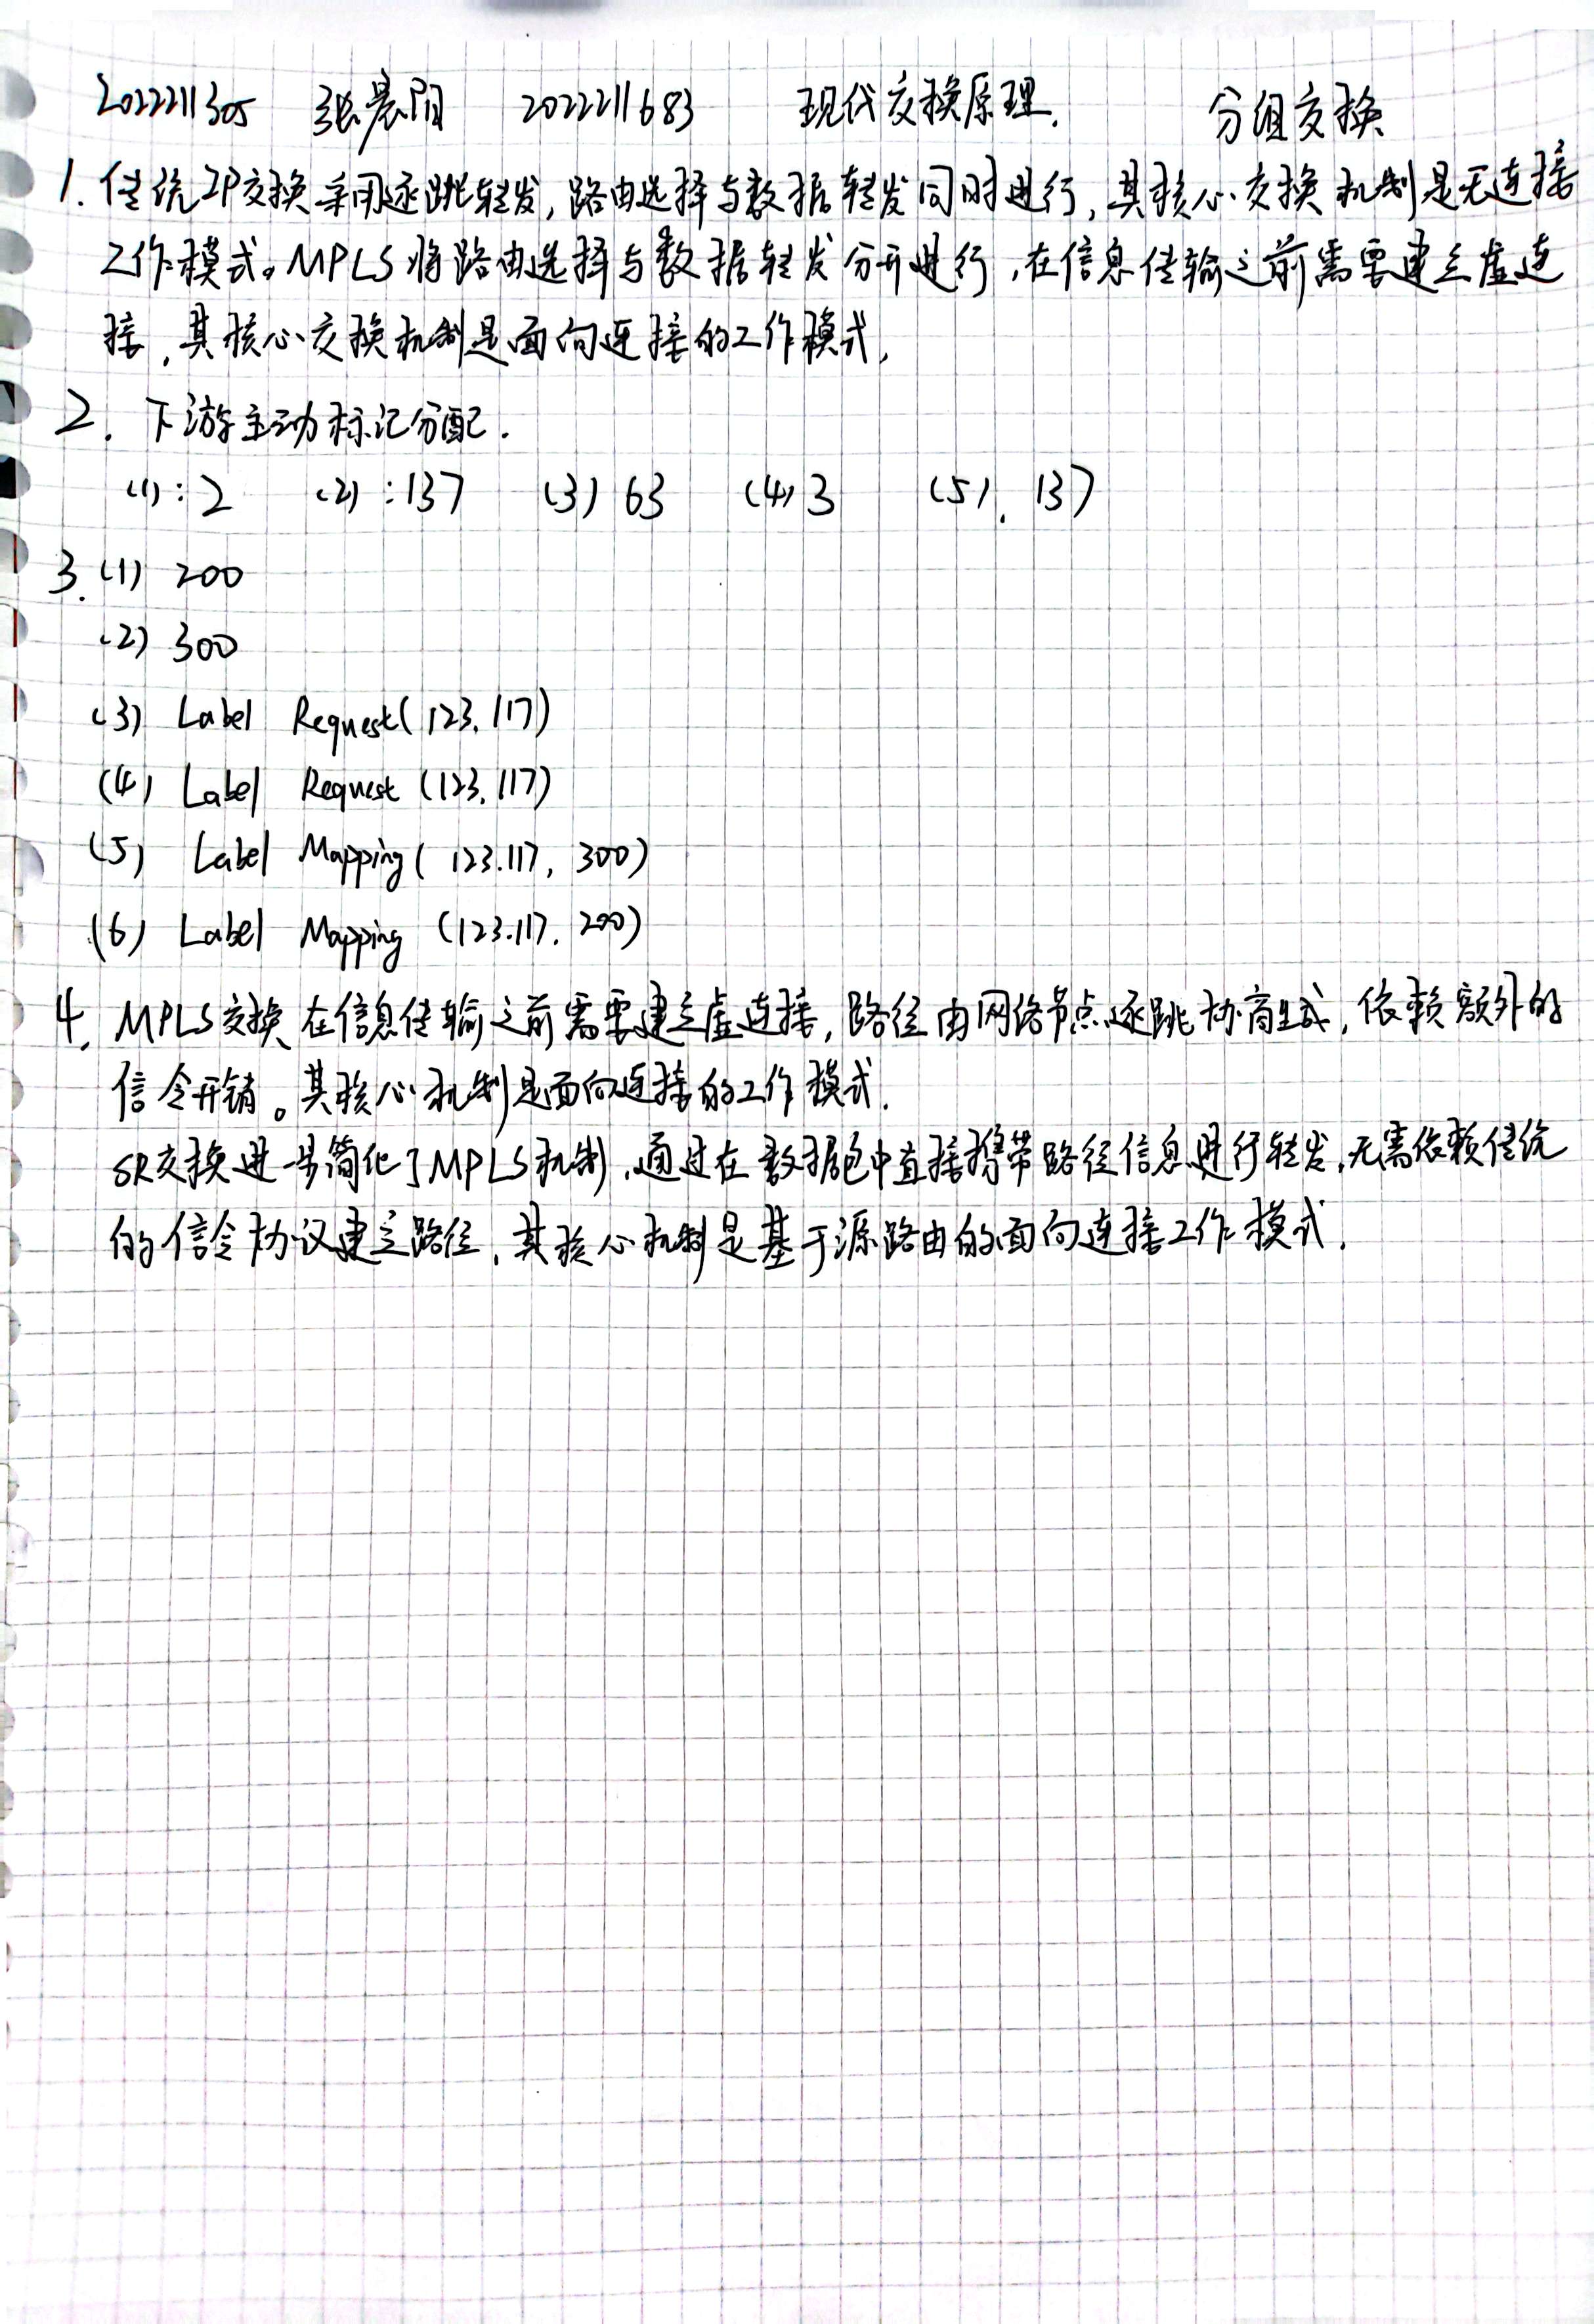 2022211305 张晨阳 2022211683 现代交换原理. 分组交换
1. 传统IP交换采用逐跳转发, 路由选择与数据转发同时进行, 其核心交换机制是无连接
工作模式。MPLS将路由选择与数据转发分开进行, 在信息传输之前需要建立虚连
接, 其核心交换机制是面向连接的工作模式.
2. 下游主动标记分配.
(1): 2 (2): 137 (3) 63 (4) 3 (5). 137
3. (1) 200
(2) 300
(3) Label Request (123.117)
(4) Label Request (123.117)
(5) Label Mapping (123.117, 300)
(6) Label Mapping (123.117. 200)
4. MPLS交换在信息传输之前需要建立虚连接, 路径由网络节点逐跳协商生成, 依赖额外的
信令开销。其核心机制是面向连接的工作模式.
SR交换进一步简化了MPLS机制, 通过在数据包中直接携带路径信息进行转发, 无需依赖传统
的信令协议建立路径, 其核心机制是基于源路由的面向连接工作模式.